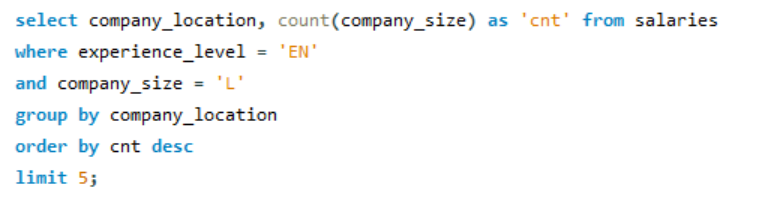 select company_location, count(company_size) as 'cnt' from salaries
where experience_level = 'EN'
and company_size = 'L'
group by company_location
order by cnt desc
limit 5;